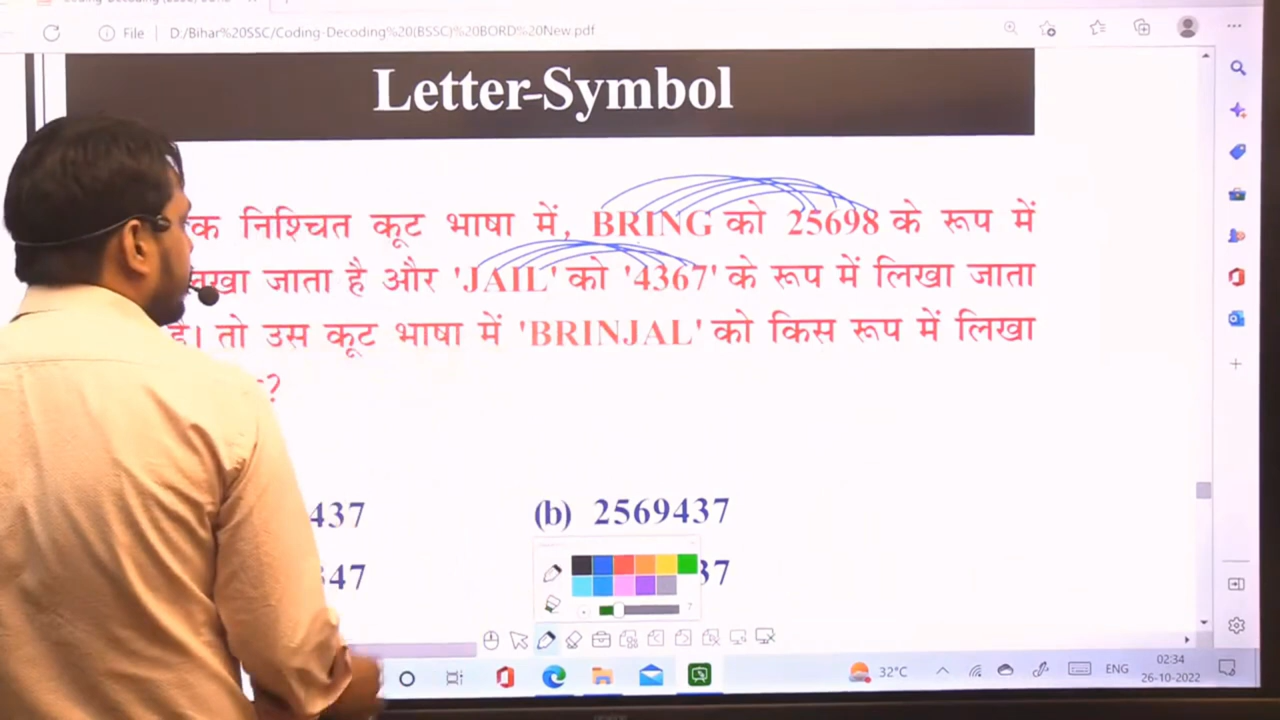 File
D:/Bihar%20SSC/Coding-Decoding%20(BSSC)%20BORD%20New.pdf
Letter-Symbol
निश्चित कूट भाषा में, BRING को 25698 के रूप में
जाता है और 'JAIL' को '4367' के रूप में लिखा जाता
है। तो उस कूट भाषा में 'BRINJAL' को किस रूप में लिखा
?
437
(b) 2569437
347
37
7
32°C
ENG
02:34
26-10-2022